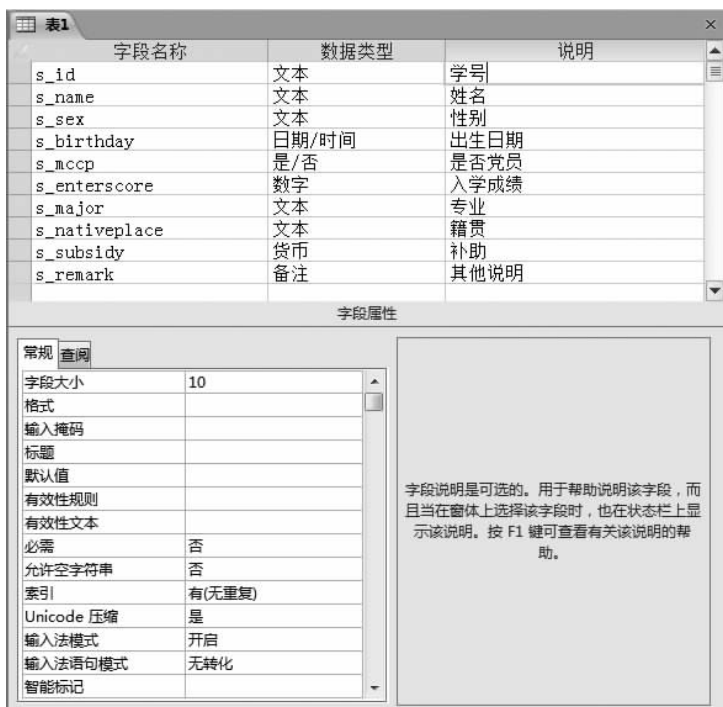 表1
字段名称 数据类型 说明
s_id 文本 学号
s_name 文本 姓名
s_sex 文本 性别
s_birthday 日期/时间 出生日期
s_mccp 是/否 是否党员
s_enterscore 数字 入学成绩
s_major 文本 专业
s_nativeplace 文本 籍贯
s_subsidy 货币 补助
s_remark 备注 其他说明
字段属性
常规 查阅
字段大小 10
格式
输入掩码
标题
默认值
有效性规则
有效性文本
必需 否
允许空字符串 否
索引 有(无重复)
Unicode 压缩 是
输入法模式 开启
输入法语句模式 无转化
智能标记
字段说明是可选的。用于帮助说明该字段，而
且当在窗体上选择该字段时，也在状态栏上显
示该说明。按 F1 键可查看有关该说明的帮
助。